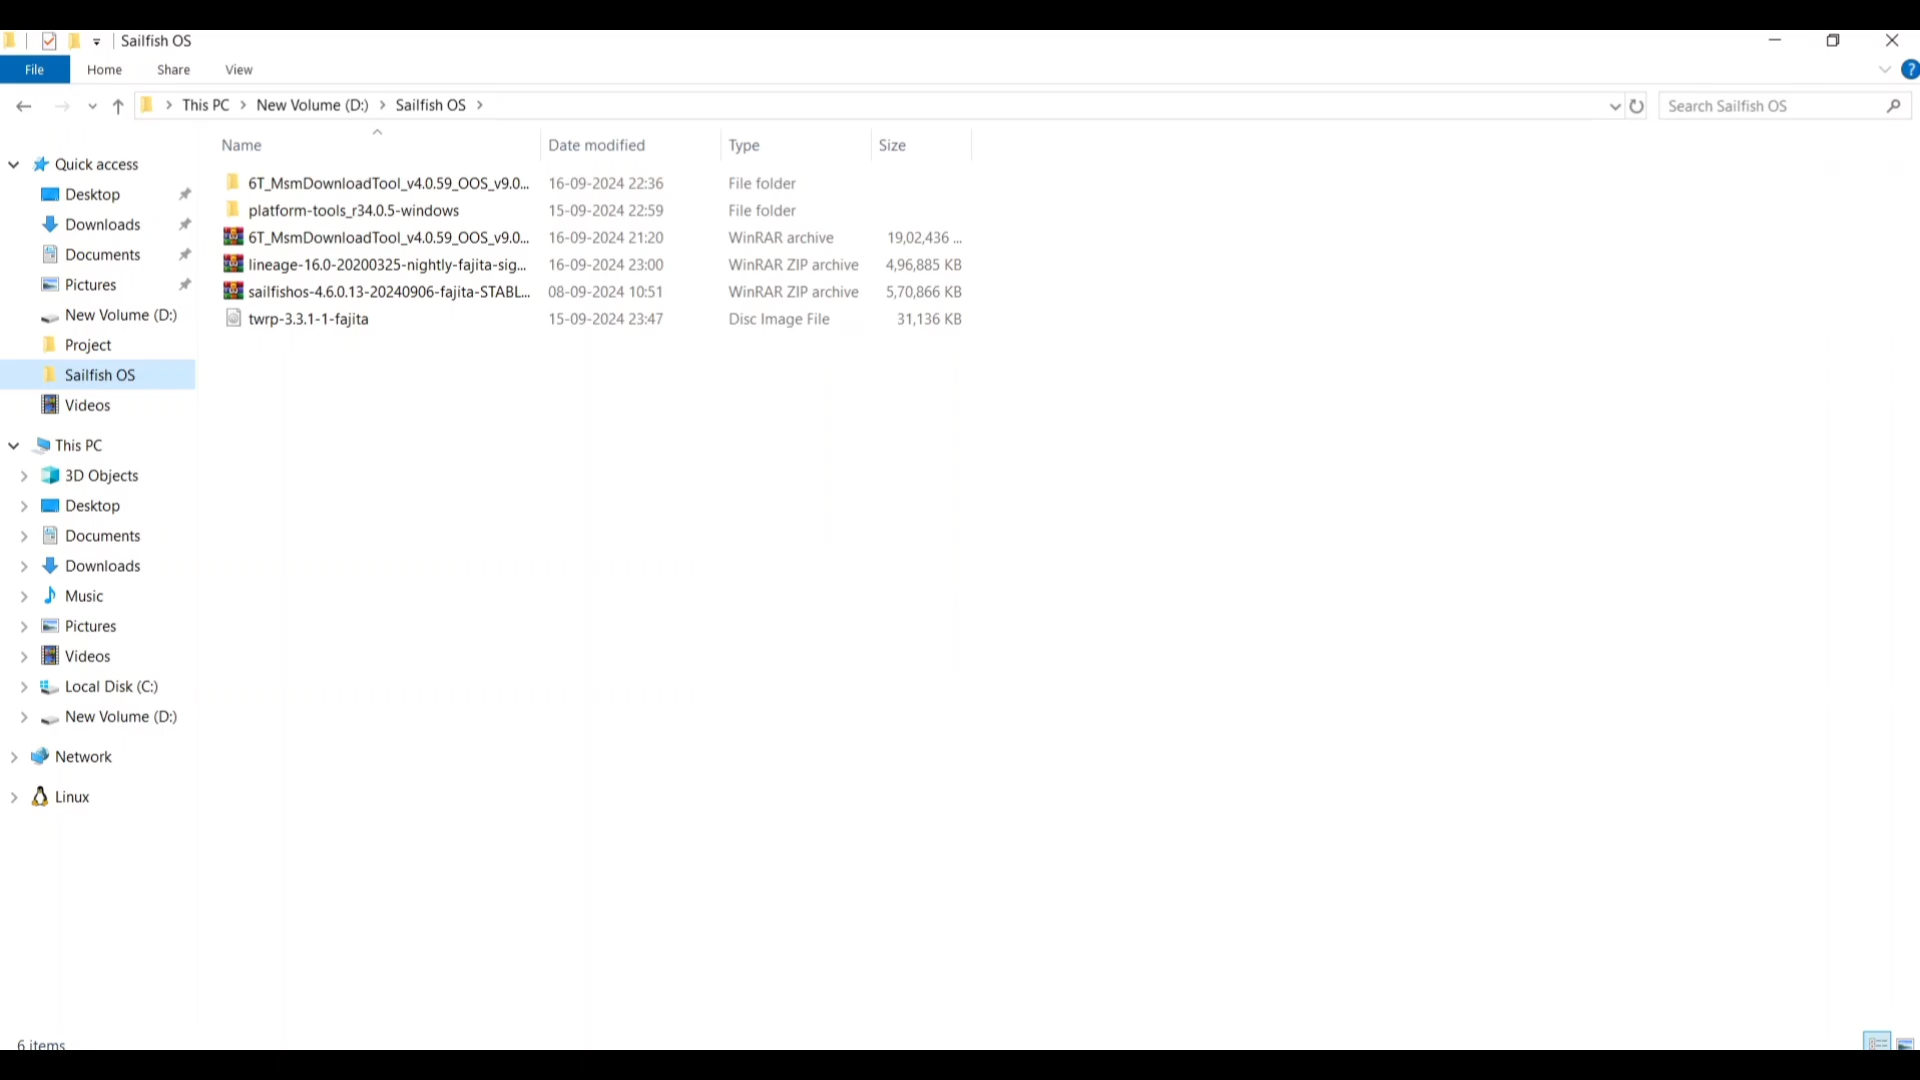 Sailfish OS
File Home Share View ?
This PC New Volume (D:) Sailfish OS Search Sailfish OS
Name Date modified Type Size
6T_MsmDownloadTool_v4.0.59_OOS_v9.0... 16-09-2024 22:36 File folder
platform-tools_r34.0.5-windows 15-09-2024 22:59 File folder
6T_MsmDownloadTool_v4.0.59_OOS_v9.0... 16-09-2024 21:20 WinRAR archive 19,02,436 ...
lineage-16.0-20200325-nightly-fajita-sig... 16-09-2024 23:00 WinRAR ZIP archive 4,96,885 KB
sailfishos-4.6.0.13-20240906-fajita-STABL... 08-09-2024 10:51 WinRAR ZIP archive 5,70,866 KB
twrp-3.3.1-1-fajita 15-09-2024 23:47 Disc Image File 31,136 KB
Quick access
Desktop
Downloads
Documents
Pictures
New Volume (D:)
Project
Sailfish OS
Videos
This PC
3D Objects
Desktop
Documents
Downloads
Music
Pictures
Videos
Local Disk (C:)
New Volume (D:)
Network
Linux
6 items